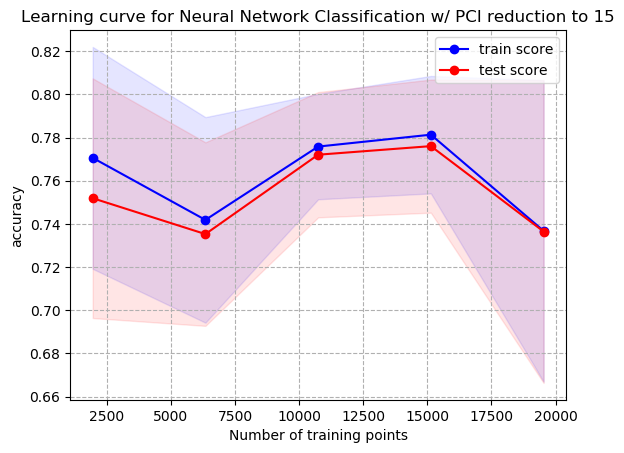 Learning curve for Neural Network Classification w/ PCI reduction to 15
train score
test score
0.82
0.80
0.78
0.76
0.74
0.72
0.70
0.68
0.66
accuracy
2500 5000 7500 10000 12500 15000 17500 20000
Number of training points